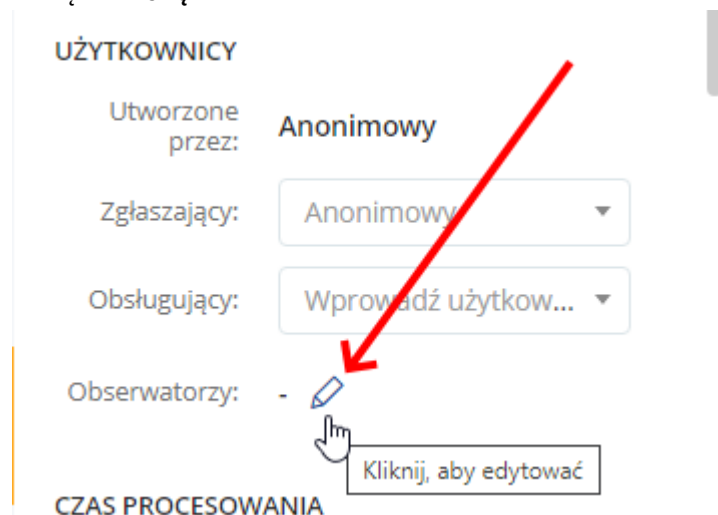 UŻYTKOWNICY
Utworzone
przez:
Anonimowy
Zgłaszający:
Anonimowy
Obsługujący:
Wprowadź użytkow...
Obserwatorzy:
-
Kliknij, aby edytować
CZAS PROCESOWANIA